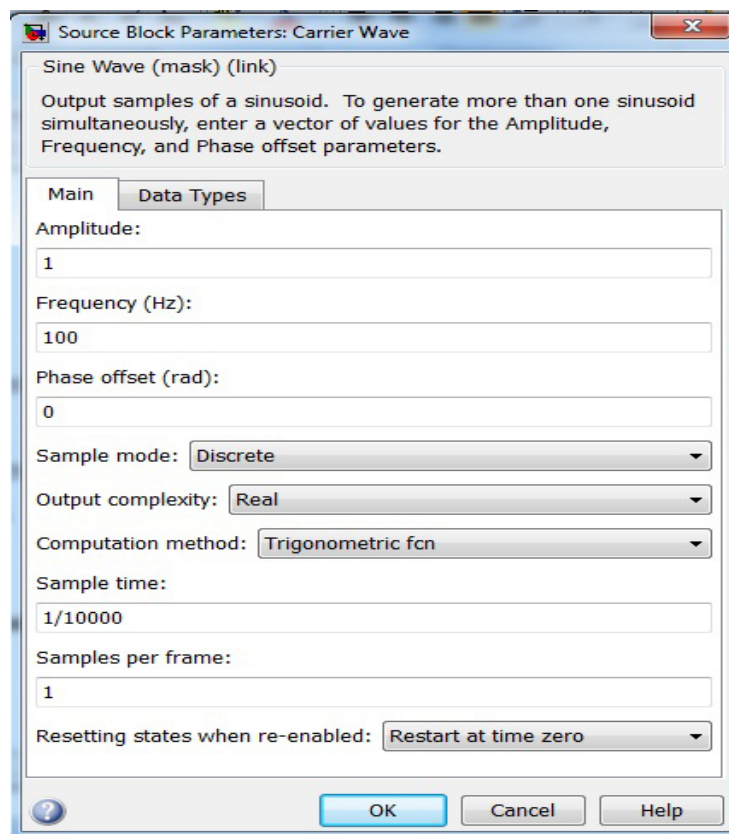 Source Block Parameters: Carrier Wave
Sine Wave (mask) (link)
Output samples of a sinusoid. To generate more than one sinusoid
simultaneously, enter a vector of values for the Amplitude,
Frequency, and Phase offset parameters.
Main Data Types
Amplitude:
1
Frequency (Hz):
100
Phase offset (rad):
0
Sample mode: Discrete
Output complexity: Real
Computation method: Trigonometric fcn
Sample time:
1/10000
Samples per frame:
1
Resetting states when re-enabled: Restart at time zero
OK Cancel Help